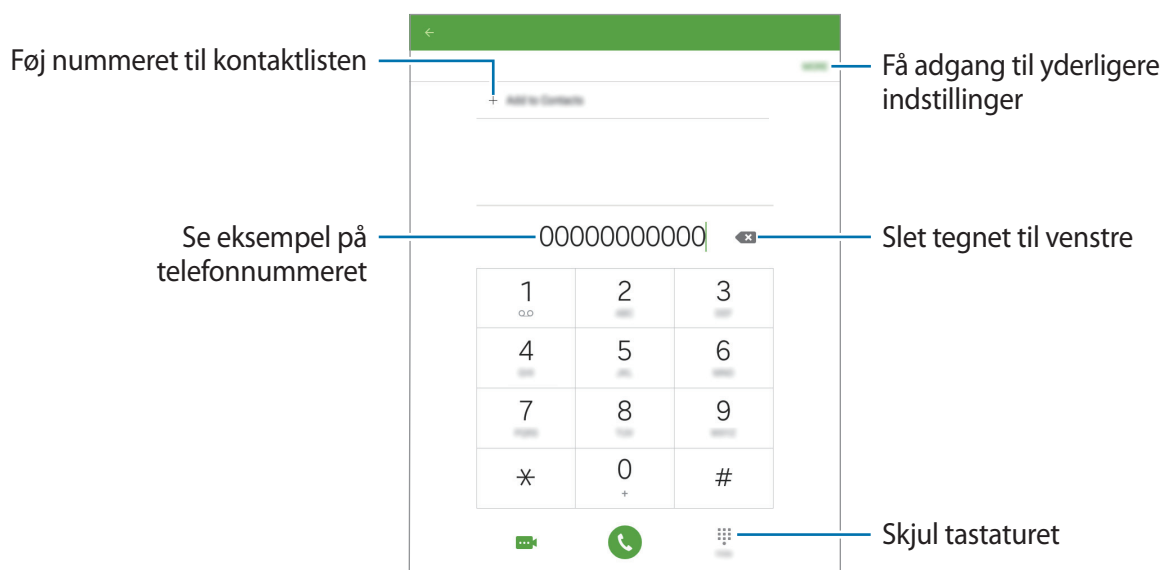 Føj nummeret til kontaktlisten
Få adgang til yderligere
indstillinger
+ Add to Contacts
Se eksempel på
telefonnummeret
00000000000
Slet tegnet til venstre
1 2 3
4 5 6
7 8 9
* 0 #
+
Skjul tastaturet